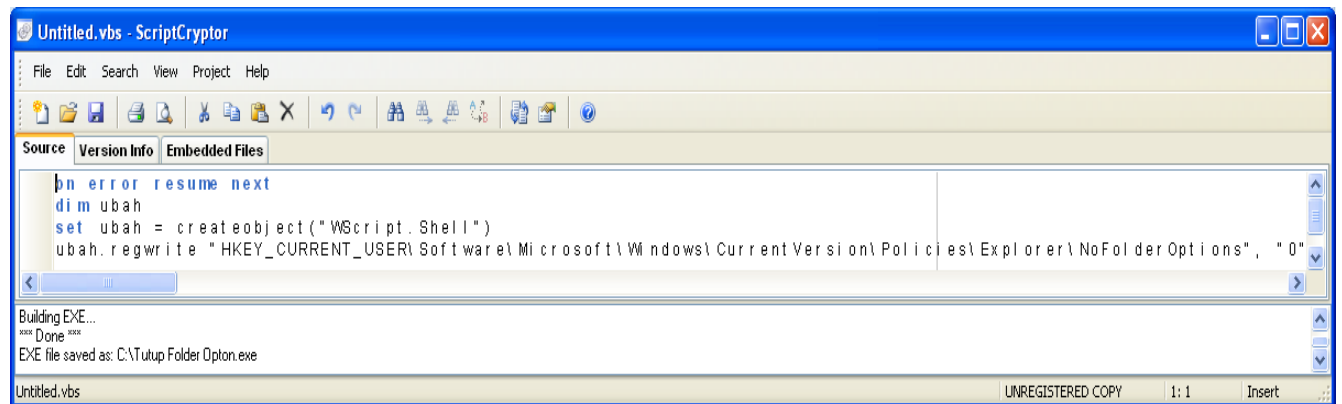 Untitled.vbs - ScriptCryptor
File Edit Search View Project Help
Source Version Info Embedded Files
on error resume next
dim ubah
set ubah = createobject("WScript.Shell")
ubah.regwrite "HKEY_CURRENT_USER\Software\Microsoft\Windows\CurrentVersion\Policies\Explorer\NoFolderOptions", "0"
Building EXE...
*** Done ***
EXE file saved as: C:\Tutup Folder Opton.exe
Untitled.vbs UNREGISTERED COPY 1: 1 Insert